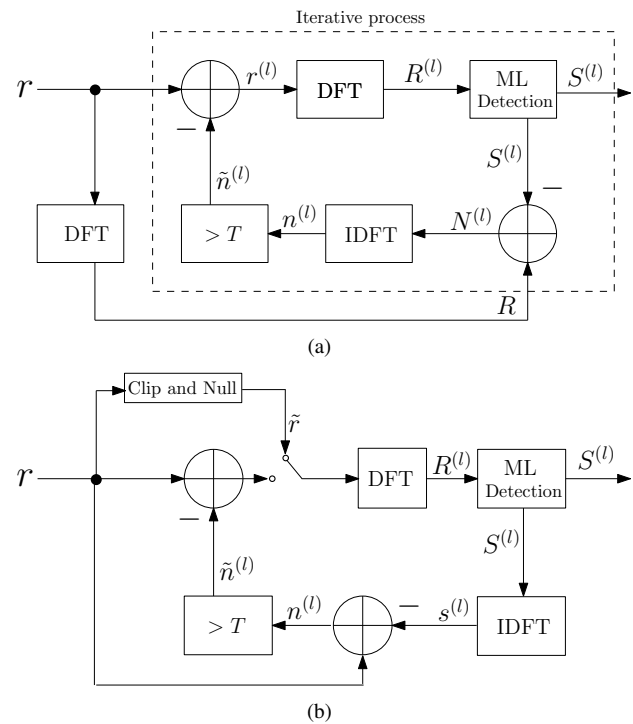 Iterative process
r
r^{(l)}
DFT
R^{(l)}
ML
Detection
S^{(l)}
−
S^{(l)}
ñ^{(l)}
−
DFT
> T
n^{(l)}
IDFT
N^{(l)}
R
(a)
Clip and Null
r̃
r
DFT
R^{(l)}
ML
Detection
S^{(l)}
−
S^{(l)}
ñ^{(l)}
> T
n^{(l)}
−
s^{(l)}
IDFT
(b)